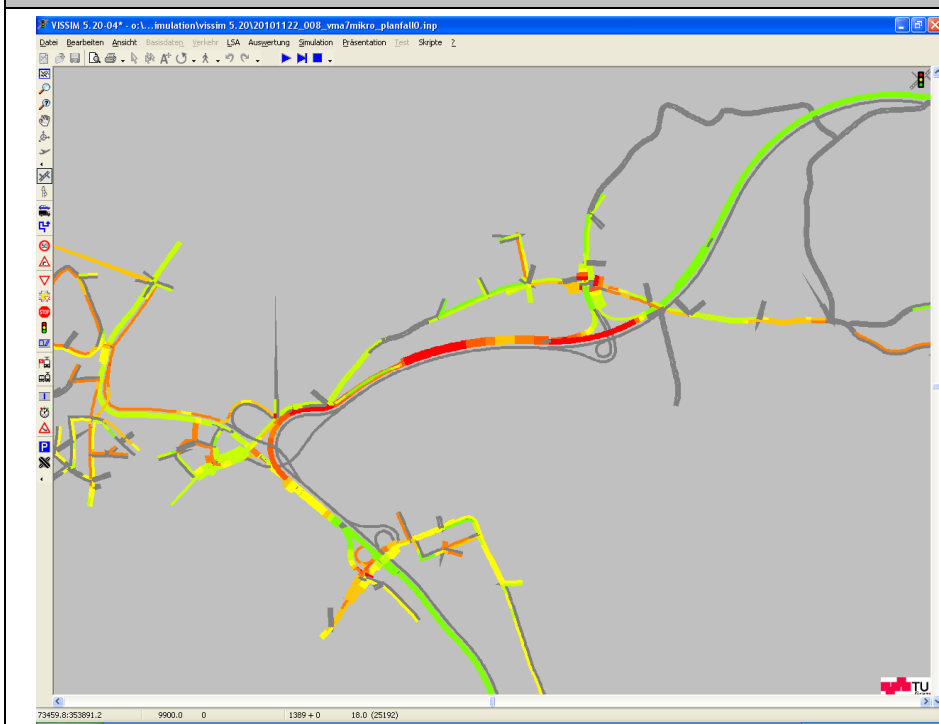 VISSIM 5.20-04* - o:\...imulation\vissim 5.20\20101122_008_vma7mikro_planfall0.inp
Datei Bearbeiten Ansicht Basisdaten Verkehr LSA Auswertung Simulation Präsentation Test Skripte ?
STOP
P
TU
73459.8:353891.2 9900.0 0 1389 + 0 18.0 (25192)